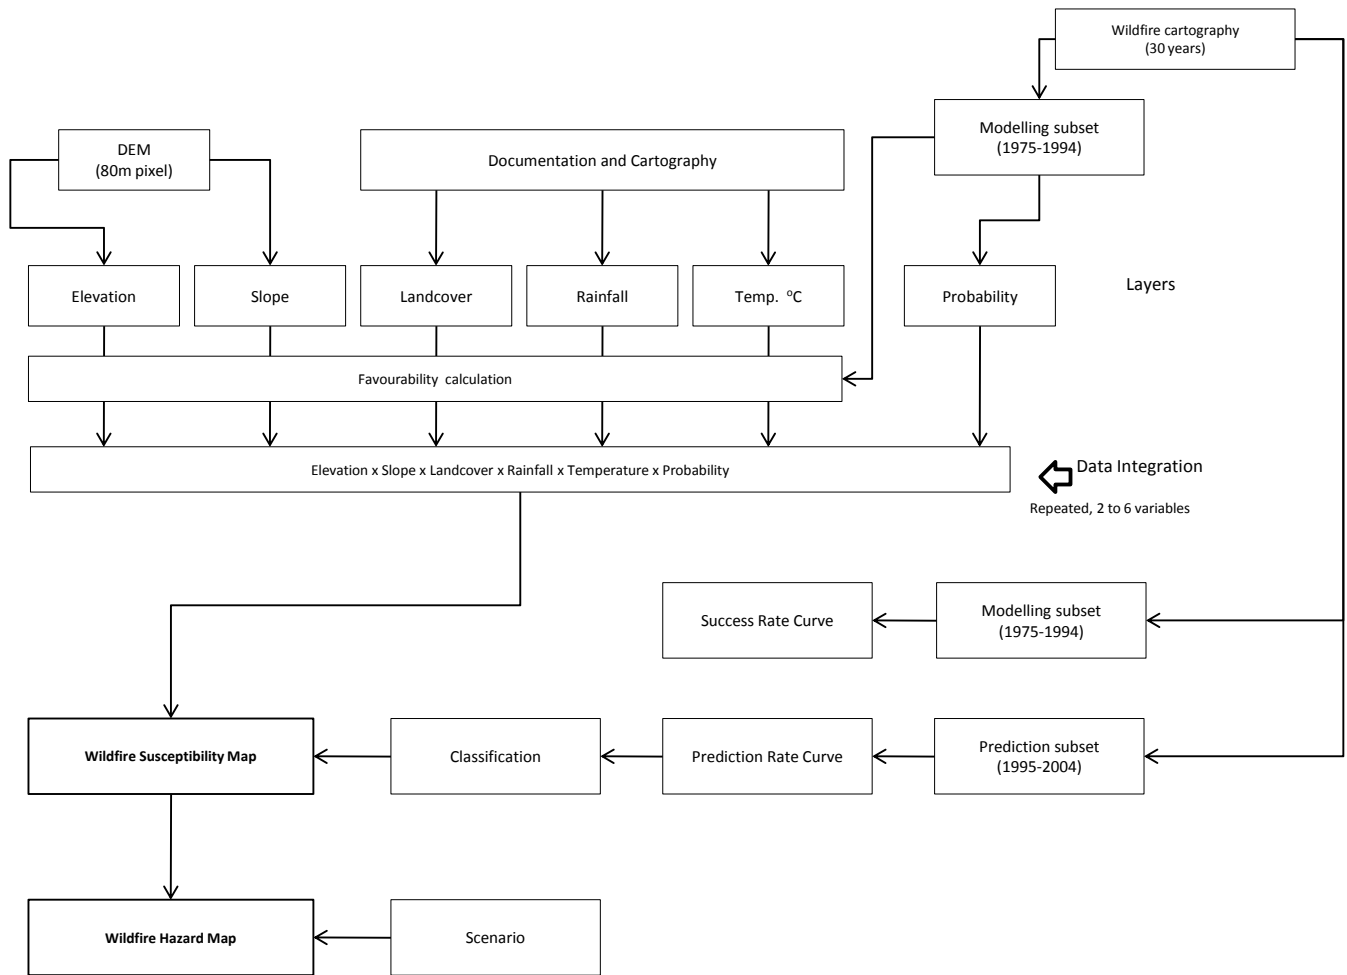 Wildfire cartography
(30 years)
Modelling subset
(1975-1994)
DEM
(80m pixel)
Documentation and Cartography
Elevation
Slope
Landcover
Rainfall
Temp. ºC
Probability
Layers
Favourability calculation
Elevation x Slope x Landcover x Rainfall x Temperature x Probability
Data Integration
Repeated, 2 to 6 variables
Success Rate Curve
Modelling subset
(1975-1994)
Wildfire Susceptibility Map
Classification
Prediction Rate Curve
Prediction subset
(1995-2004)
Wildfire Hazard Map
Scenario